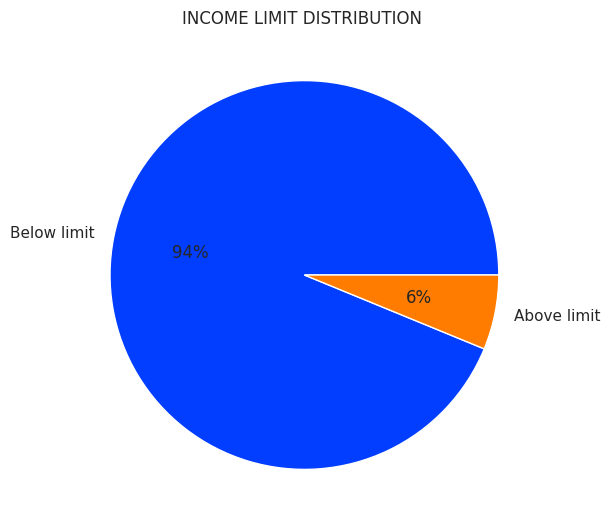 INCOME LIMIT DISTRIBUTION
Below limit
94%
6%
Above limit